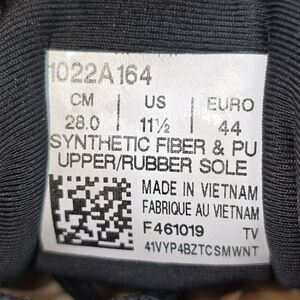 1022A164
CM US EURO
28.0 11½ 44
SYNTHETIC FIBER & PU
UPPER/RUBBER SOLE
MADE IN VIETNAM
FABRIQUE AU VIETNAM
F461019 TV
41VYP4BZTCSMWNT